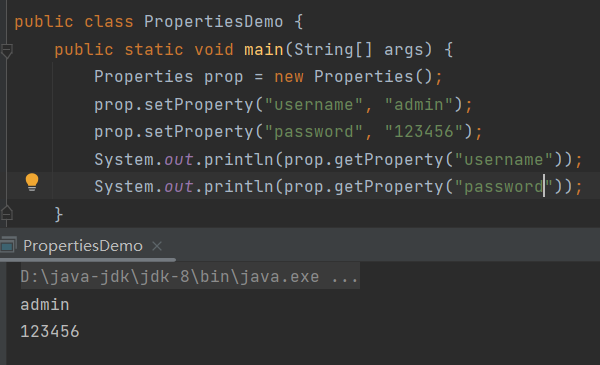 public class PropertiesDemo {
public static void main(String[] args) {
Properties prop = new Properties();
prop.setProperty("username", "admin");
prop.setProperty("password", "123456");
System.out.println(prop.getProperty("username"));
System.out.println(prop.getProperty("password"));
}
PropertiesDemo ×
D:\java-jdk\jdk-8\bin\java.exe ...
admin
123456